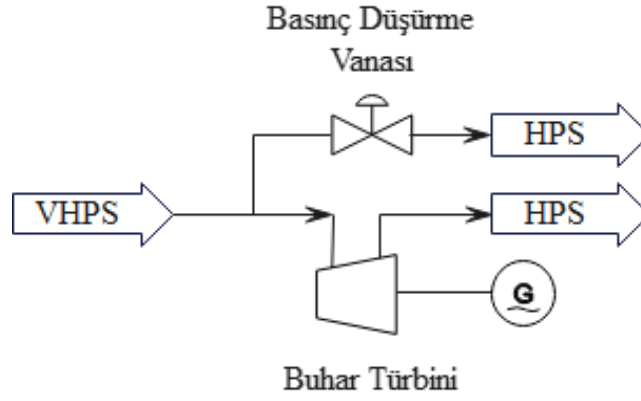 Basınç Düşürme
Vanası
HPS
VHPS
HPS
G
Buhar Türbini